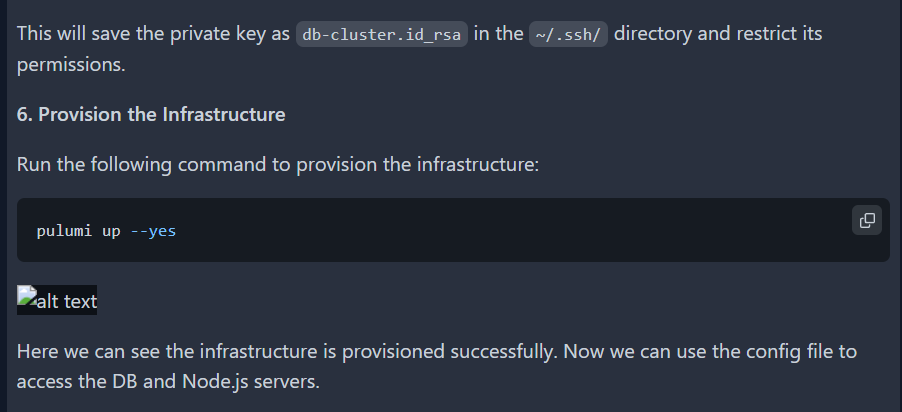 This will save the private key as db-cluster.id_rsa in the ~/.ssh/ directory and restrict its
permissions.
6. Provision the Infrastructure
Run the following command to provision the infrastructure:
pulumi up --yes
alt text
Here we can see the infrastructure is provisioned successfully. Now we can use the config file to
access the DB and Node.js servers.